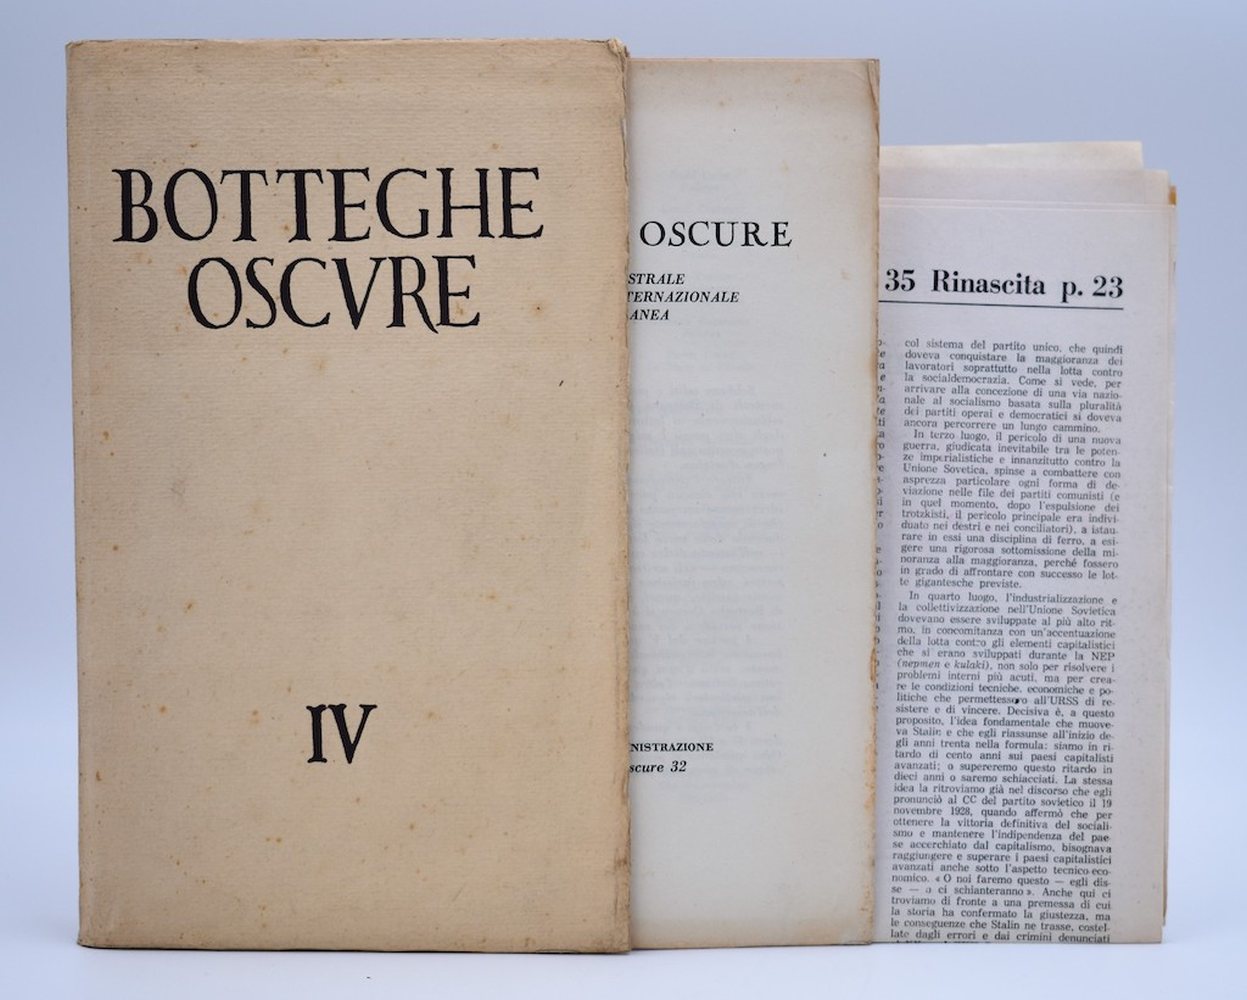 BOTTEGHE
OSCVRE
IV
OSCURE
STRALE
TERNAZIONALE
ANEA
NISTRAZIONE
scure 32
35 Rinascita p. 23
col sistema del partito unico, che quindi
doveva conquistare la maggioranza dei
lavoratori soprattutto nella lotta contro
la socialdemocrazia. Come si vede, per
arrivare alla concezione di una via nazio-
nale al socialismo basata sulla pluralità
dei partiti operai e democratici si doveva
ancora percorrere un lungo cammino.
In terzo luogo, il pericolo di una nuova
guerra, giudicata inevitabile tra le poten-
ze imperialistiche e innanzitutto contro la
Unione Sovetica, spinse a combattere con
asprezza particolare ogni forma di de-
viazione nelle file dei partiti comunisti (e
in quel momento, dopo l'espulsione dei
trotzkisti, il pericolo principale era indivi-
duato nei destri e nei conciliatori), a istau-
rare in essi una disciplina di ferro, a esi-
gere una rigorosa sottomissione della mi-
noranza alla maggioranza, perché fossero
in grado di affrontare con successo le lot-
te gigantesche previste.
In quarto luogo, l'industrializzazione e
la collettivizzazione nell'Unione Sovietica
dovevano essere sviluppate al più alto rit-
mo, in concomitanza con un'accentuazione
della lotta contro gli elementi capitalistici
che si erano sviluppati durante la NEP
(nepmen e kulaki), non solo per risolvere i
problemi interni più acuti, ma per crea-
re le condizioni tecniche, economiche e po-
litiche che permettessero all'URSS di re-
sistere e di vincere. Decisiva è, a questo
proposito, l'idea fondamentale che muove-
va Stalin e che egli riassunse all'inizio de-
gli anni trenta nella formula: siamo in ri-
tardo di cento anni sui paesi capitalisti
avanzati; o supereremo questo ritardo in
dieci anni o saremo schiacciati. La stessa
idea la ritroviamo già nel discorso che egli
pronunciò al CC del partito sovietico il 19
novembre 1928, quando affermò che per
ottenere la vittoria definitiva del sociali-
smo e mantenere l'indipendenza del pae-
se accerchiato dal capitalismo, bisognava
raggiungere e superare i paesi capitalistici
avanzati anche sotto l'aspetto tecnico-eco-
nomico. « O noi faremo questo — egli dis-
se — o ci schianteranno ». Anche qui ci
troviamo di fronte a una premessa di cui
la storia ha confermato la giustezza, ma
le conseguenze che Stalin ne trasse, costel-
late dagli errori e dai crimini denunciati